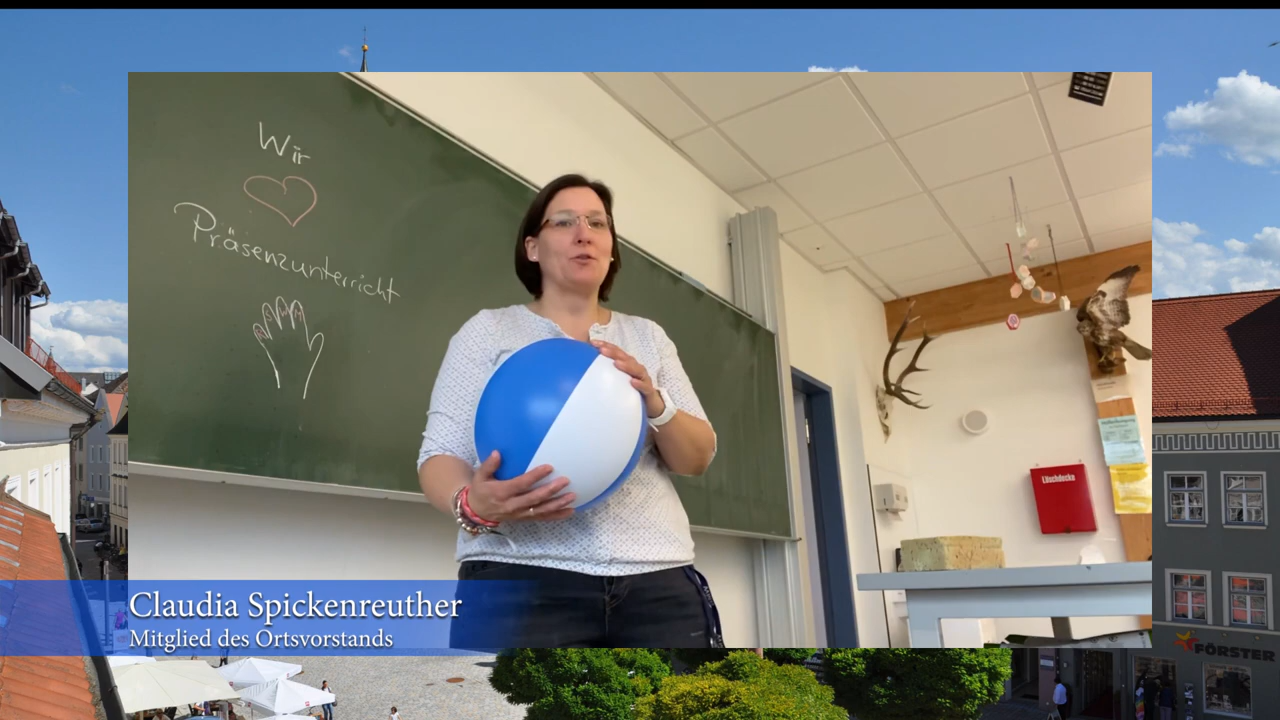 Wir
Präsenzunterricht
Löschdecke
FÖRSTER
Claudia Spickenreuther
Mitglied des Ortsvorstands